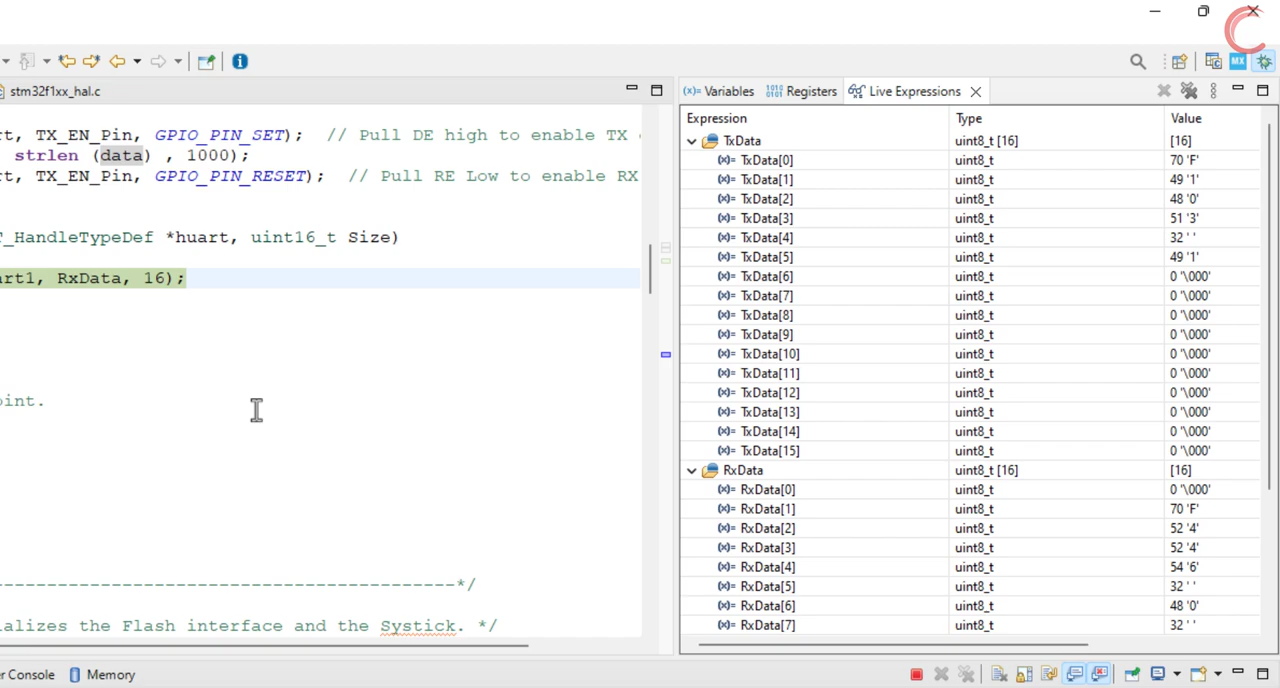 MX
stm32f1xx_hal.c
(x)= Variables 1010 0101 Registers Live Expressions
rt, TX_EN_Pin, GPIO_PIN_SET); // Pull DE high to enable TX
strlen (data) , 1000);
rt, TX_EN_Pin, GPIO_PIN_RESET); // Pull RE Low to enable RX
T_HandleTypeDef *huart, uint16_t Size)
art1, RxData, 16);
oint.
-----------------------------------------*/
alizes the Flash interface and the Systick. */
Expression Type Value
TxData uint8_t [16] [16]
(x)= TxData[0] uint8_t 70 'F'
(x)= TxData[1] uint8_t 49 '1'
(x)= TxData[2] uint8_t 48 '0'
(x)= TxData[3] uint8_t 51 '3'
(x)= TxData[4] uint8_t 32 ' '
(x)= TxData[5] uint8_t 49 '1'
(x)= TxData[6] uint8_t 0 '\000'
(x)= TxData[7] uint8_t 0 '\000'
(x)= TxData[8] uint8_t 0 '\000'
(x)= TxData[9] uint8_t 0 '\000'
(x)= TxData[10] uint8_t 0 '\000'
(x)= TxData[11] uint8_t 0 '\000'
(x)= TxData[12] uint8_t 0 '\000'
(x)= TxData[13] uint8_t 0 '\000'
(x)= TxData[14] uint8_t 0 '\000'
(x)= TxData[15] uint8_t 0 '\000'
RxData uint8_t [16] [16]
(x)= RxData[0] uint8_t 0 '\000'
(x)= RxData[1] uint8_t 70 'F'
(x)= RxData[2] uint8_t 52 '4'
(x)= RxData[3] uint8_t 52 '4'
(x)= RxData[4] uint8_t 54 '6'
(x)= RxData[5] uint8_t 32 ' '
(x)= RxData[6] uint8_t 48 '0'
(x)= RxData[7] uint8_t 32 ' '
r Console Memory